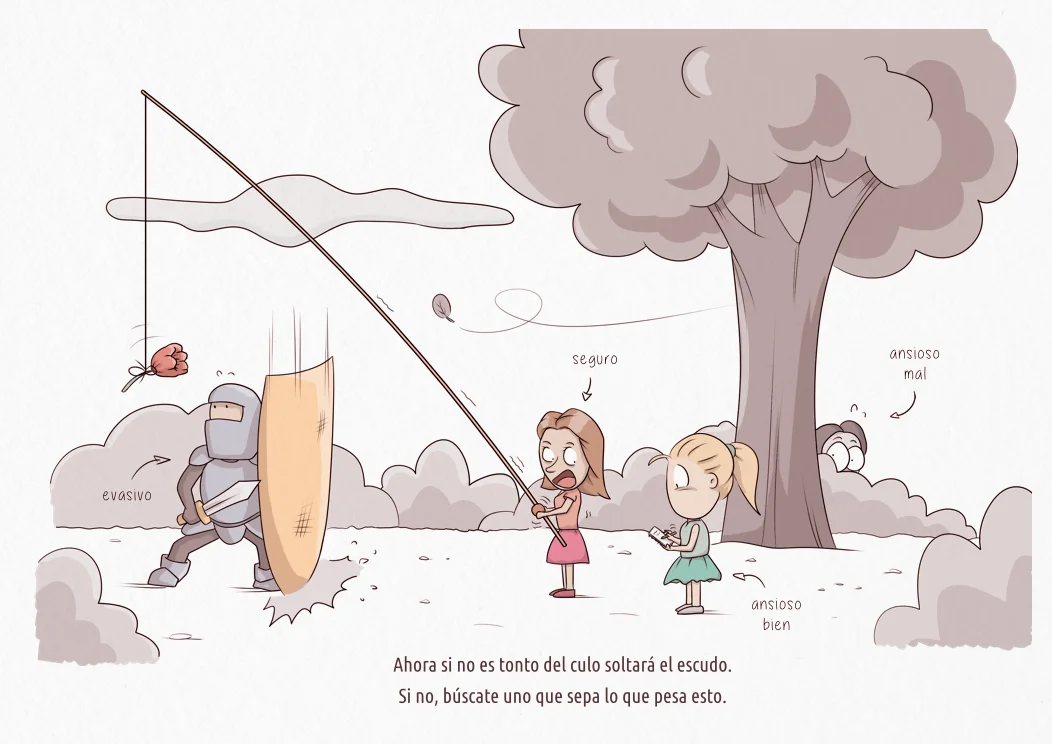 seguro
ansioso
mal
evasivo
ansioso
bien
Ahora si no es tonto del culo soltará el escudo.
Si no, búscate uno que sepa lo que pesa esto.